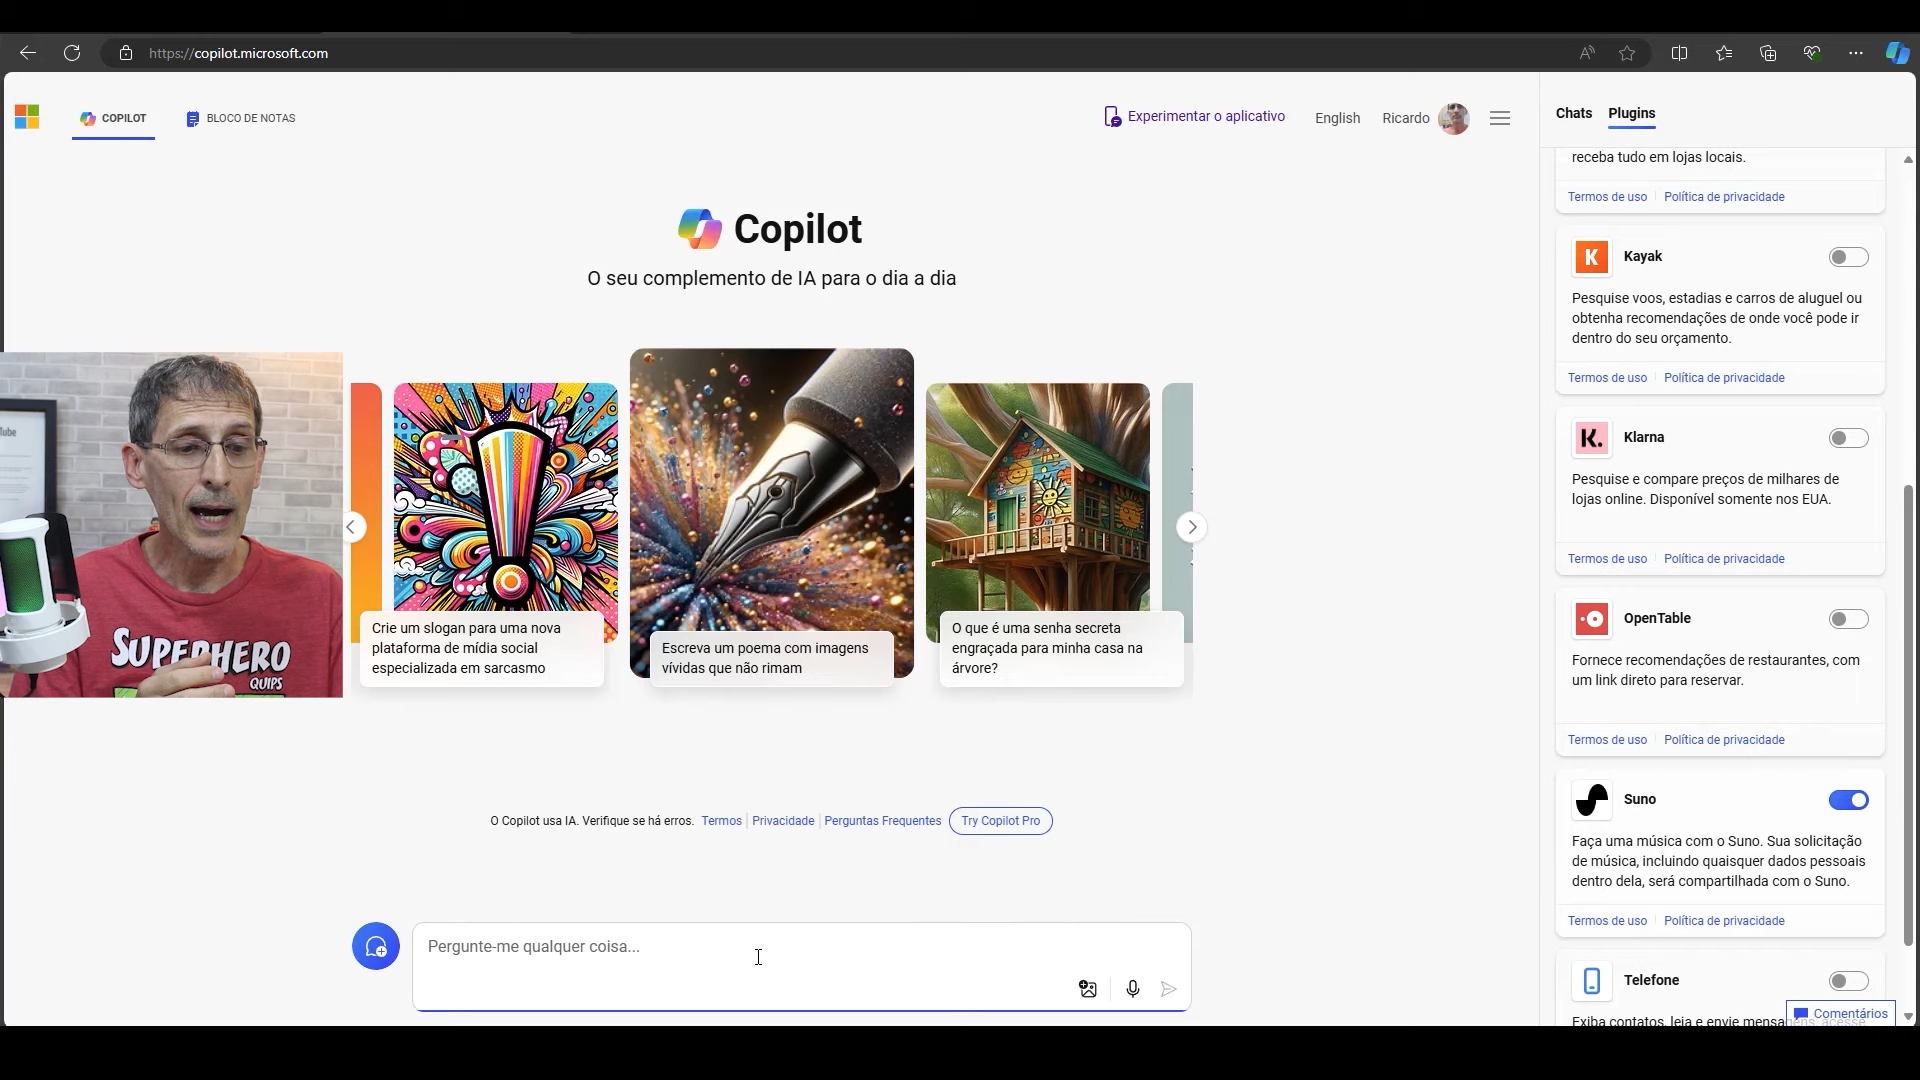 https://copilot.microsoft.com
COPILOT
BLOCO DE NOTAS
Experimentar o aplicativo
English
Ricardo
Copilot
O seu complemento de IA para o dia a dia
Tube
SUPERHERO
QUIPS
Crie um slogan para uma nova
plataforma de mídia social
especializada em sarcasmo
Escreva um poema com imagens
vívidas que não rimam
O que é uma senha secreta
engraçada para minha casa na
árvore?
O Copilot usa IA. Verifique se há erros. Termos Privacidade Perguntas Frequentes Try Copilot Pro
Pergunte-me qualquer coisa...
Chats Plugins
receba tudo em lojas locais.
Termos de uso Política de privacidade
K Kayak
Pesquise voos, estadias e carros de aluguel ou
obtenha recomendações de onde você pode ir
dentro do seu orçamento.
Termos de uso Política de privacidade
K. Klarna
Pesquise e compare preços de milhares de
lojas online. Disponível somente nos EUA.
Termos de uso Política de privacidade
OpenTable
Fornece recomendações de restaurantes, com
um link direto para reservar.
Termos de uso Política de privacidade
Suno
Faça uma música com o Suno. Sua solicitação
de música, incluindo quaisquer dados pessoais
dentro dela, será compartilhada com o Suno.
Termos de uso Política de privacidade
Telefone
Comentários
Exiba contatos, leia e envie mensagens, acesse